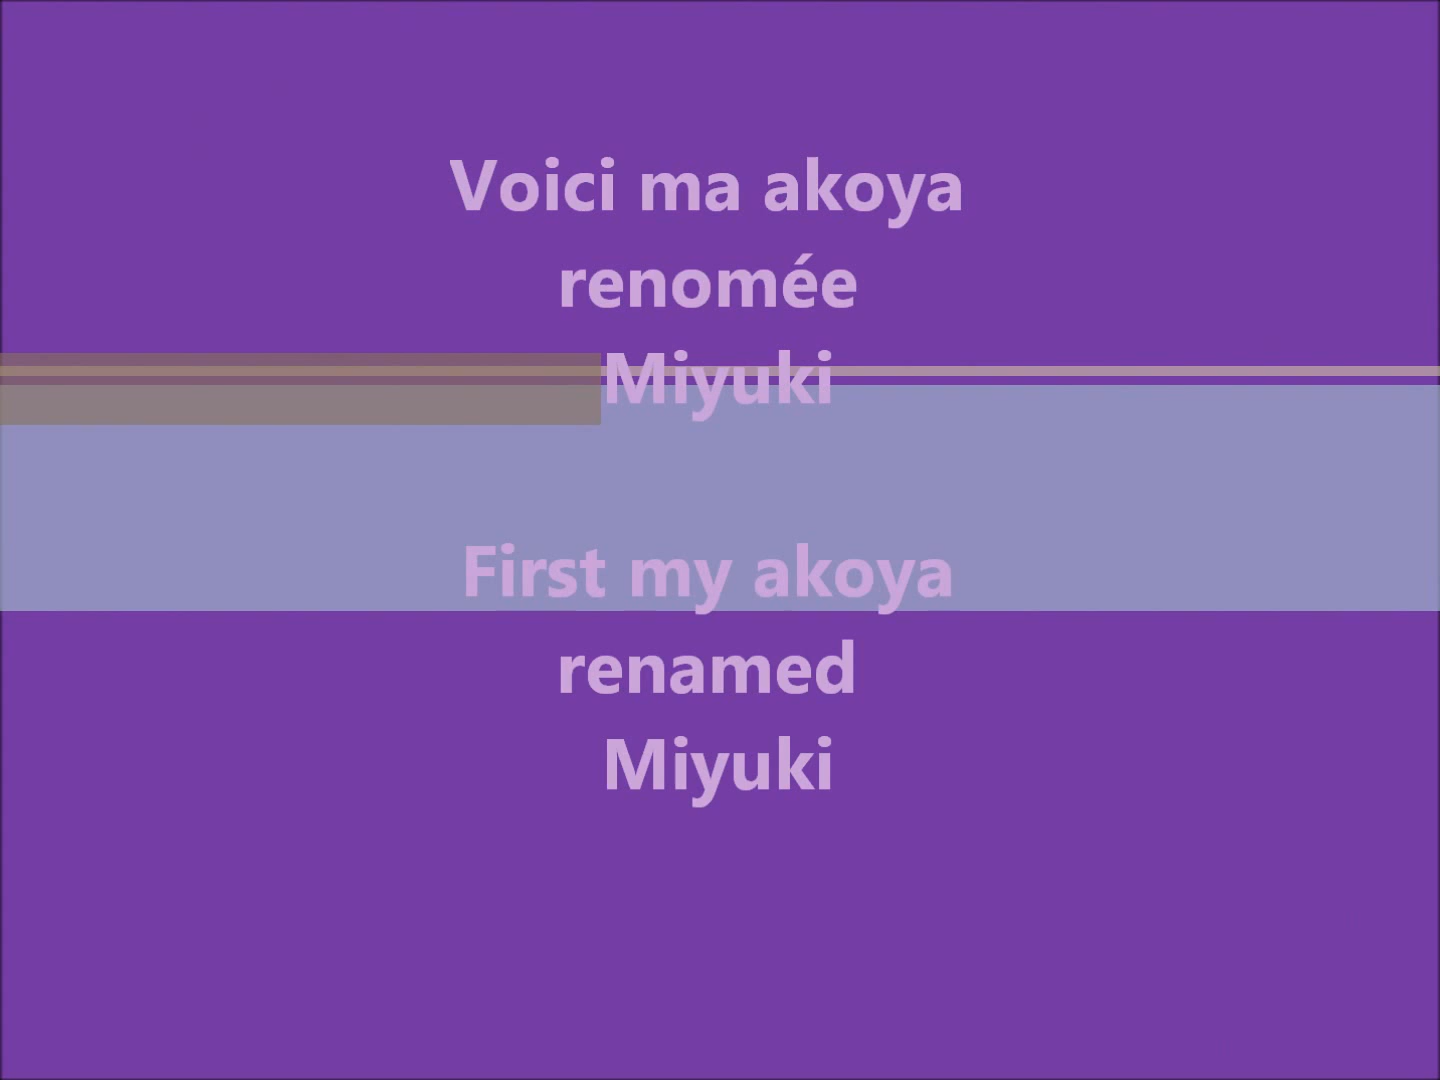 Voici ma akoya
renomée
Miyuki
First my akoya
renamed
Miyuki